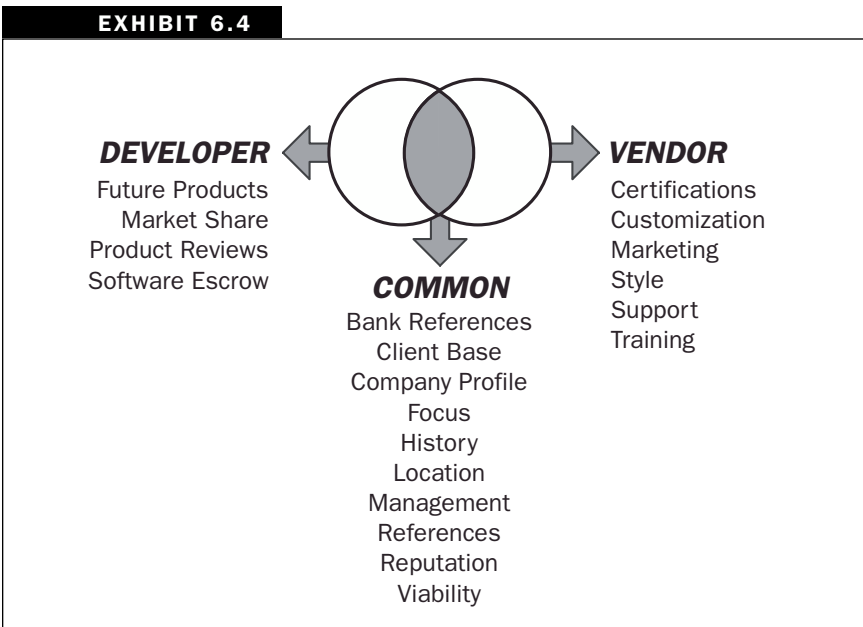 EXHIBIT 6.4
DEVELOPER
Future Products
Market Share
Product Reviews
Software Escrow
COMMON
Bank References
Client Base
Company Profile
Focus
History
Location
Management
References
Reputation
Viability
VENDOR
Certifications
Customization
Marketing
Style
Support
Training